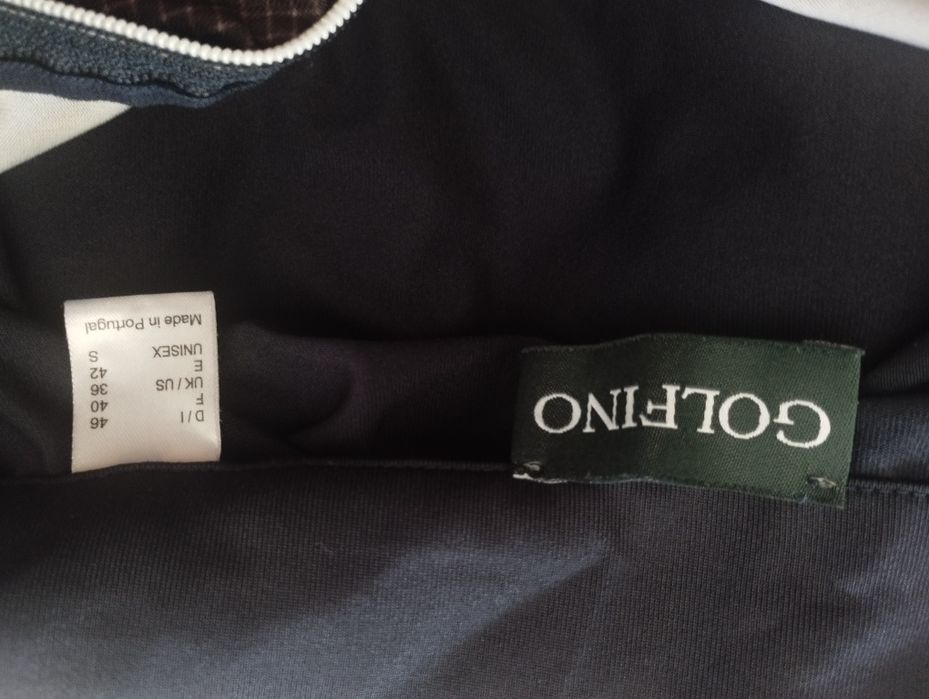 GOLFINO
D / I 46
F 40
UK / US 36
E 42
UNISEX S
Made in Portugal